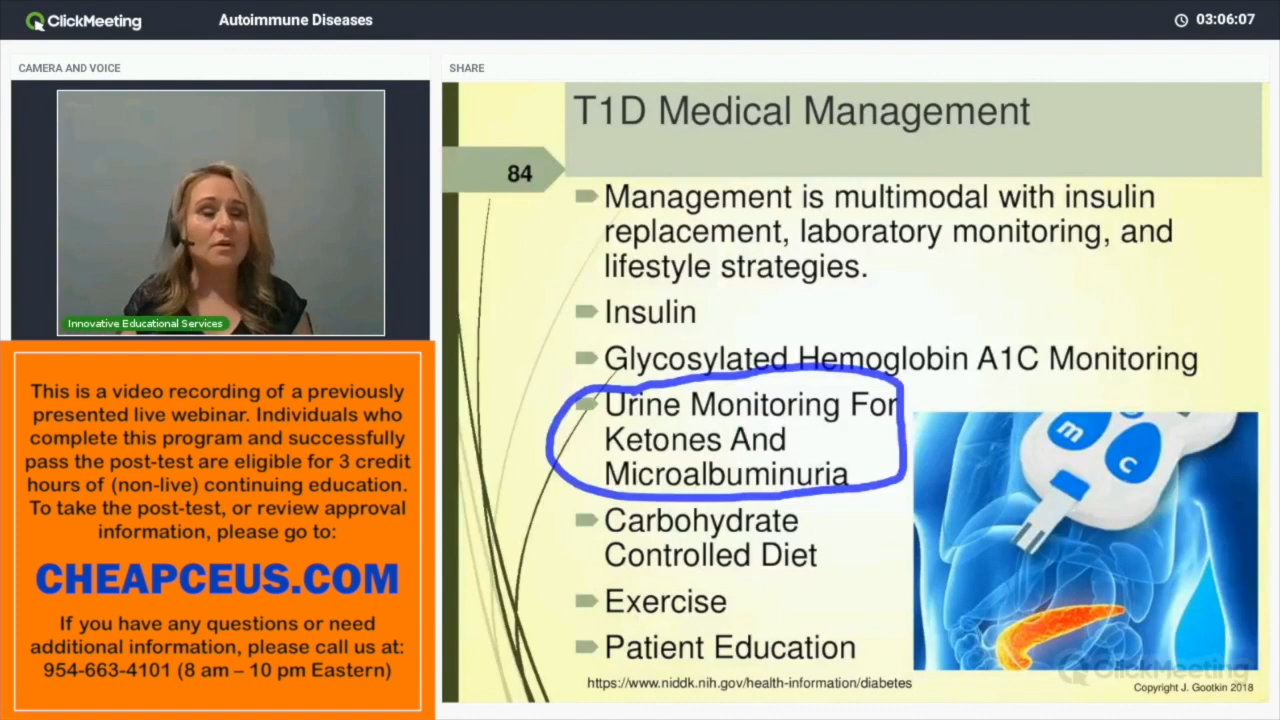 ClickMeeting
Autoimmune Diseases
03:06:07
CAMERA AND VOICE
SHARE
Innovative Educational Services
This is a video recording of a previously
presented live webinar. Individuals who
complete this program and successfully
pass the post-test are eligible for 3 credit
hours of (non-live) continuing education.
To take the post-test, or review approval
information, please go to:
CHEAPCEUS.COM
If you have any questions or need
additional information, please call us at:
954-663-4101 (8 am – 10 pm Eastern)
T1D Medical Management
84
Management is multimodal with insulin
replacement, laboratory monitoring, and
lifestyle strategies.
Insulin
Glycosylated Hemoglobin A1C Monitoring
Urine Monitoring For
Ketones And
Microalbuminuria
Carbohydrate
Controlled Diet
Exercise
Patient Education
m
c
https://www.niddk.nih.gov/health-information/diabetes
ClickMeeting
Copyright J. Gootkin 2018